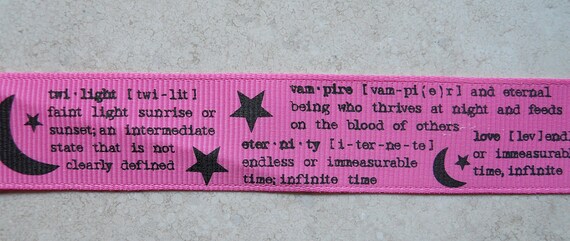 twi·light [twi-lit]
faint light sunrise or
sunset; an intermediate
state that is not
clearly defined
vam·pire [vam-pi(e)r] and eternal
being who thrives at night and feeds
on the blood of others
eter·ni·ty [i-ter-ne-te]
endless or immeasurable
time; infinite time
love [lev]endl
or immeasurabl
time, infinite